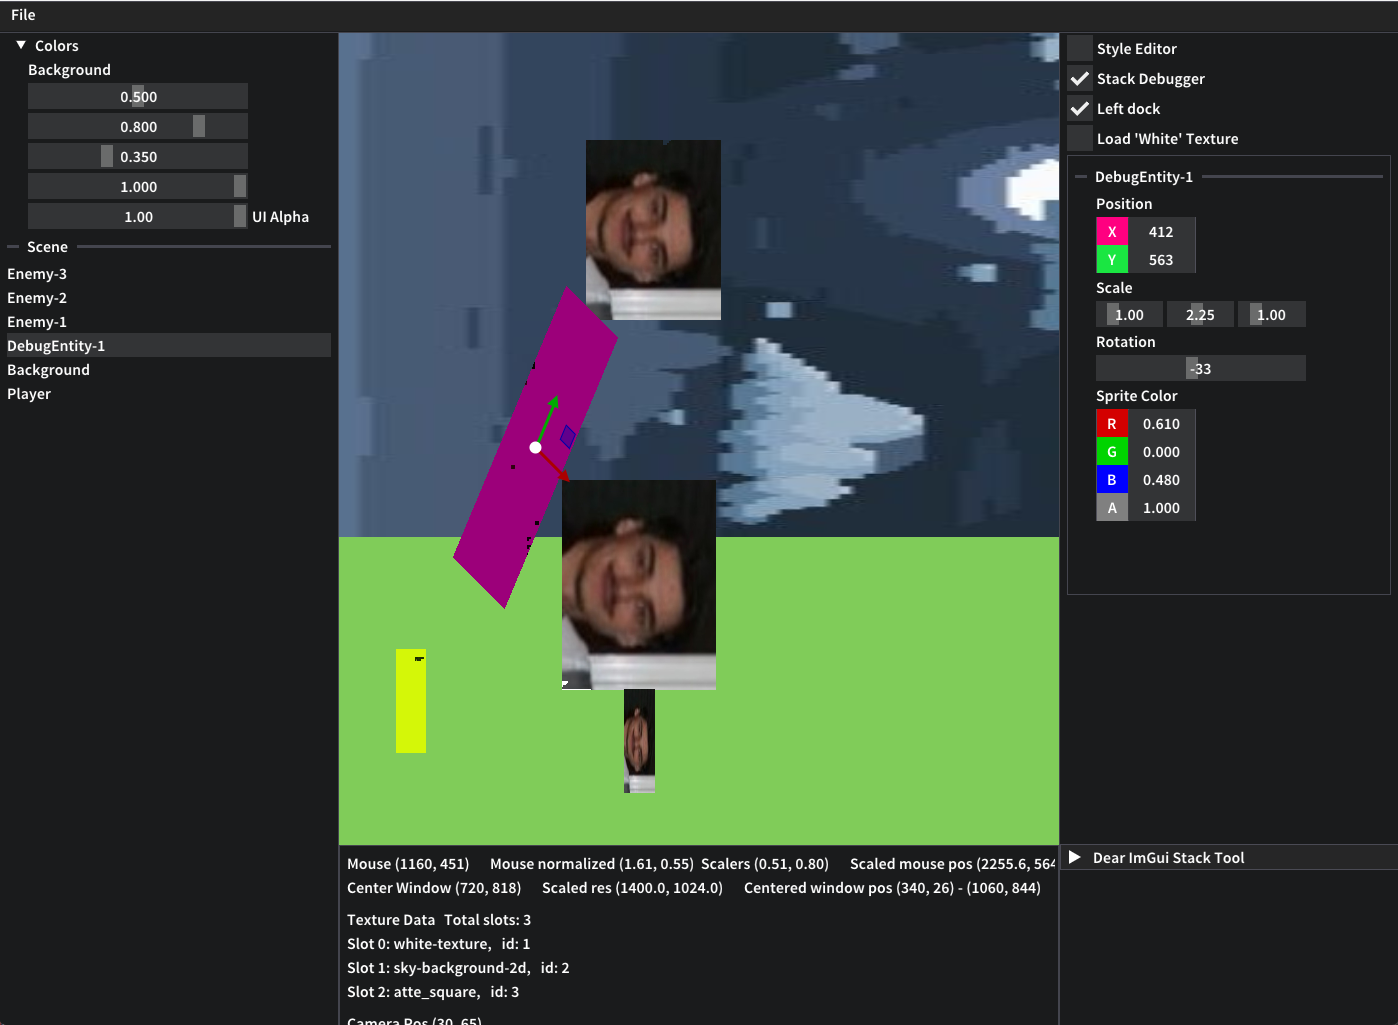 File
Colors
Background
0.500
0.800
0.350
1.000
1.00 UI Alpha
Scene
Enemy-3
Enemy-2
Enemy-1
DebugEntity-1
Background
Player
Style Editor
Stack Debugger
Left dock
Load 'White' Texture
DebugEntity-1
Position
X 412
Y 563
Scale
1.00 2.25 1.00
Rotation
-33
Sprite Color
R 0.610
G 0.000
B 0.480
A 1.000
Dear ImGui Stack Tool
Mouse (1160, 451) Mouse normalized (1.61, 0.55) Scalers (0.51, 0.80) Scaled mouse pos (2255.6, 564
Center Window (720, 818) Scaled res (1400.0, 1024.0) Centered window pos (340, 26) - (1060, 844)
Texture Data Total slots: 3
Slot 0: white-texture, id: 1
Slot 1: sky-background-2d, id: 2
Slot 2: atte_square, id: 3
Camera Pos (30, 65)